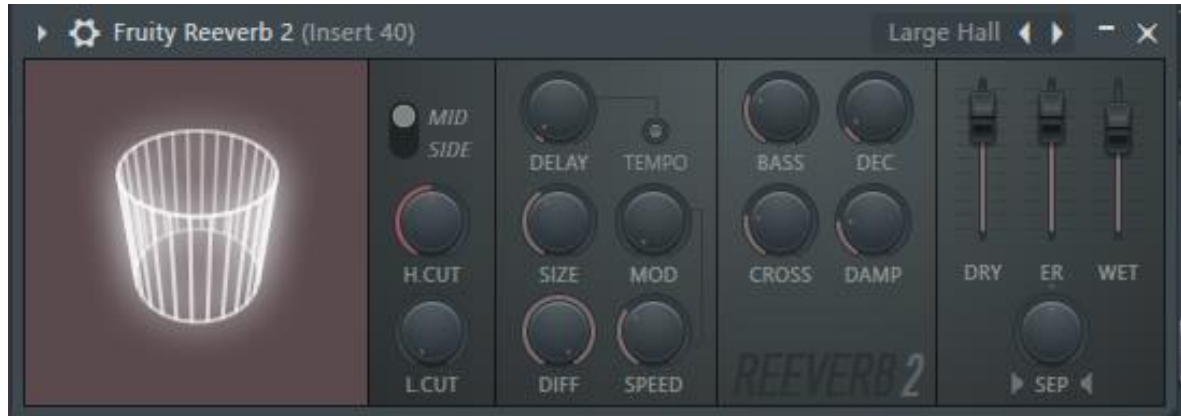 Fruity Reeverb 2 (Insert 40)
Large Hall
MID
SIDE
H.CUT
L.CUT
DELAY
TEMPO
SIZE
MOD
DIFF
SPEED
BASS
DEC
CROSS
DAMP
REEVERB 2
DRY
ER
WET
SEP